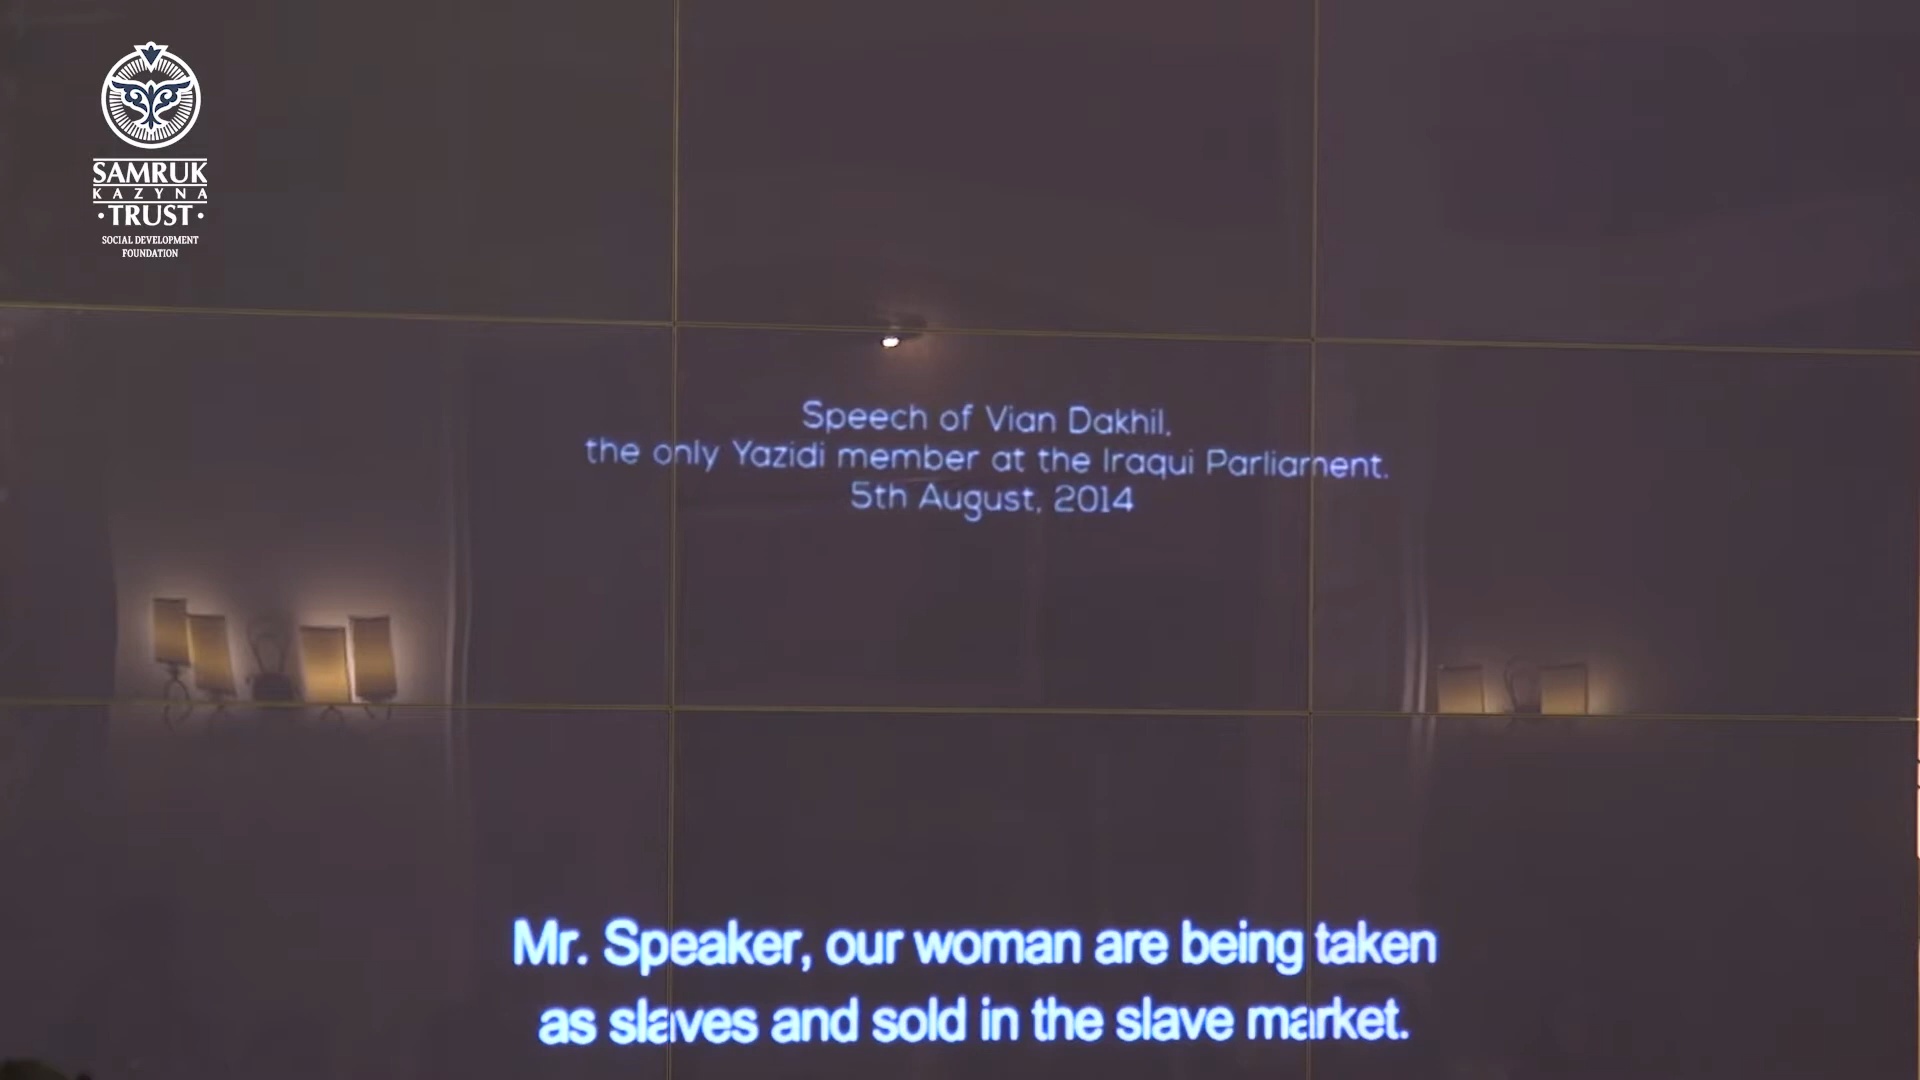 SAMRUK
KAZYNA
•TRUST•
SOCIAL DEVELOPMENT
FOUNDATION
Speech of Vian Dakhil,
the only Yazidi member at the Iraqui Parliament.
5th August, 2014
Mr. Speaker, our woman are being taken
as slaves and sold in the slave market.